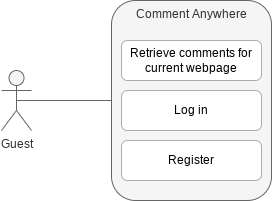 Comment Anywhere
Retrieve comments for
current webpage
Log in
Register
Guest